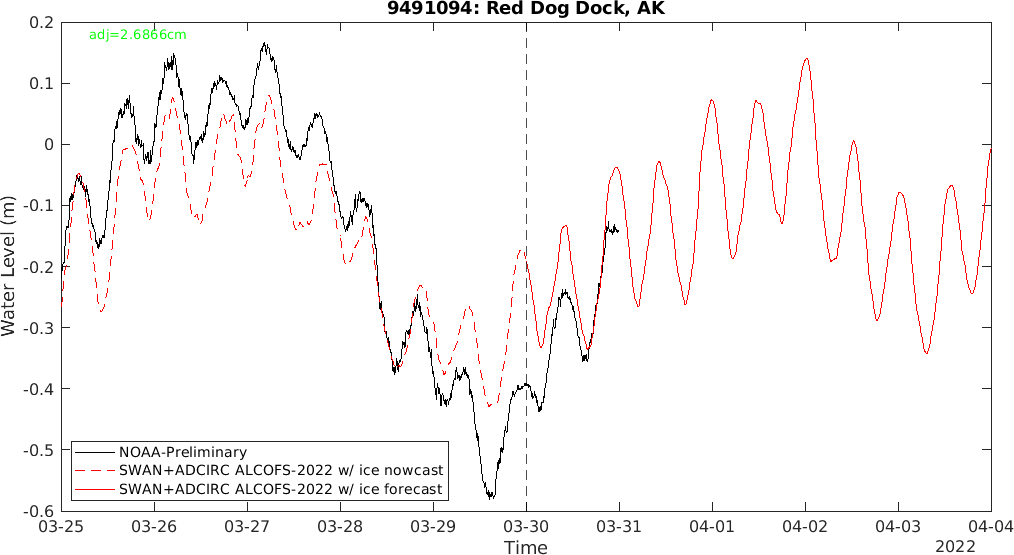 9491094: Red Dog Dock, AK
adj=2.6866cm
Water Level (m)
0.2
0.1
0
-0.1
-0.2
-0.3
-0.4
-0.5
-0.6
NOAA-Preliminary
SWAN+ADCIRC ALCOFS-2022 w/ ice nowcast
SWAN+ADCIRC ALCOFS-2022 w/ ice forecast
03-25 03-26 03-27 03-28 03-29 03-30 03-31 04-01 04-02 04-03 04-04
Time
2022